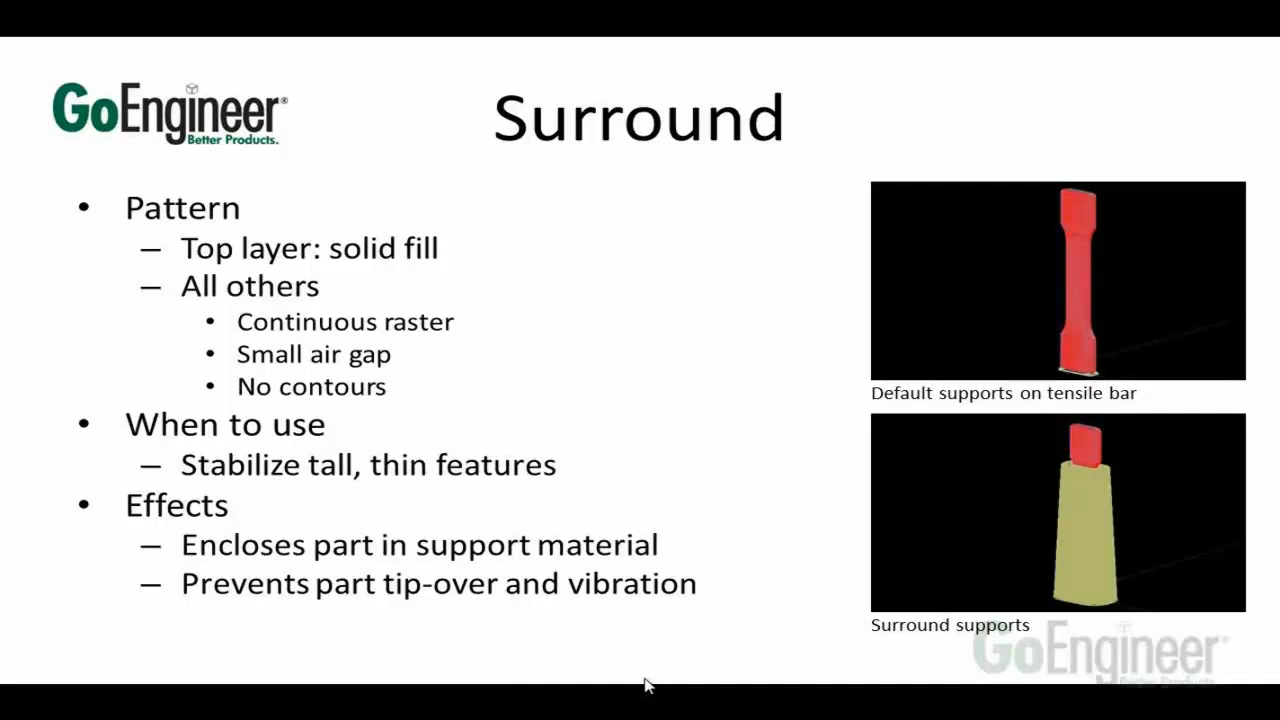 GoEngineer®
Better Products.
Surround
• Pattern
– Top layer: solid fill
– All others
• Continuous raster
• Small air gap
• No contours
• When to use
– Stabilize tall, thin features
• Effects
– Encloses part in support material
– Prevents part tip-over and vibration
Default supports on tensile bar
Surround supports
GoEngineer®
Better Products.